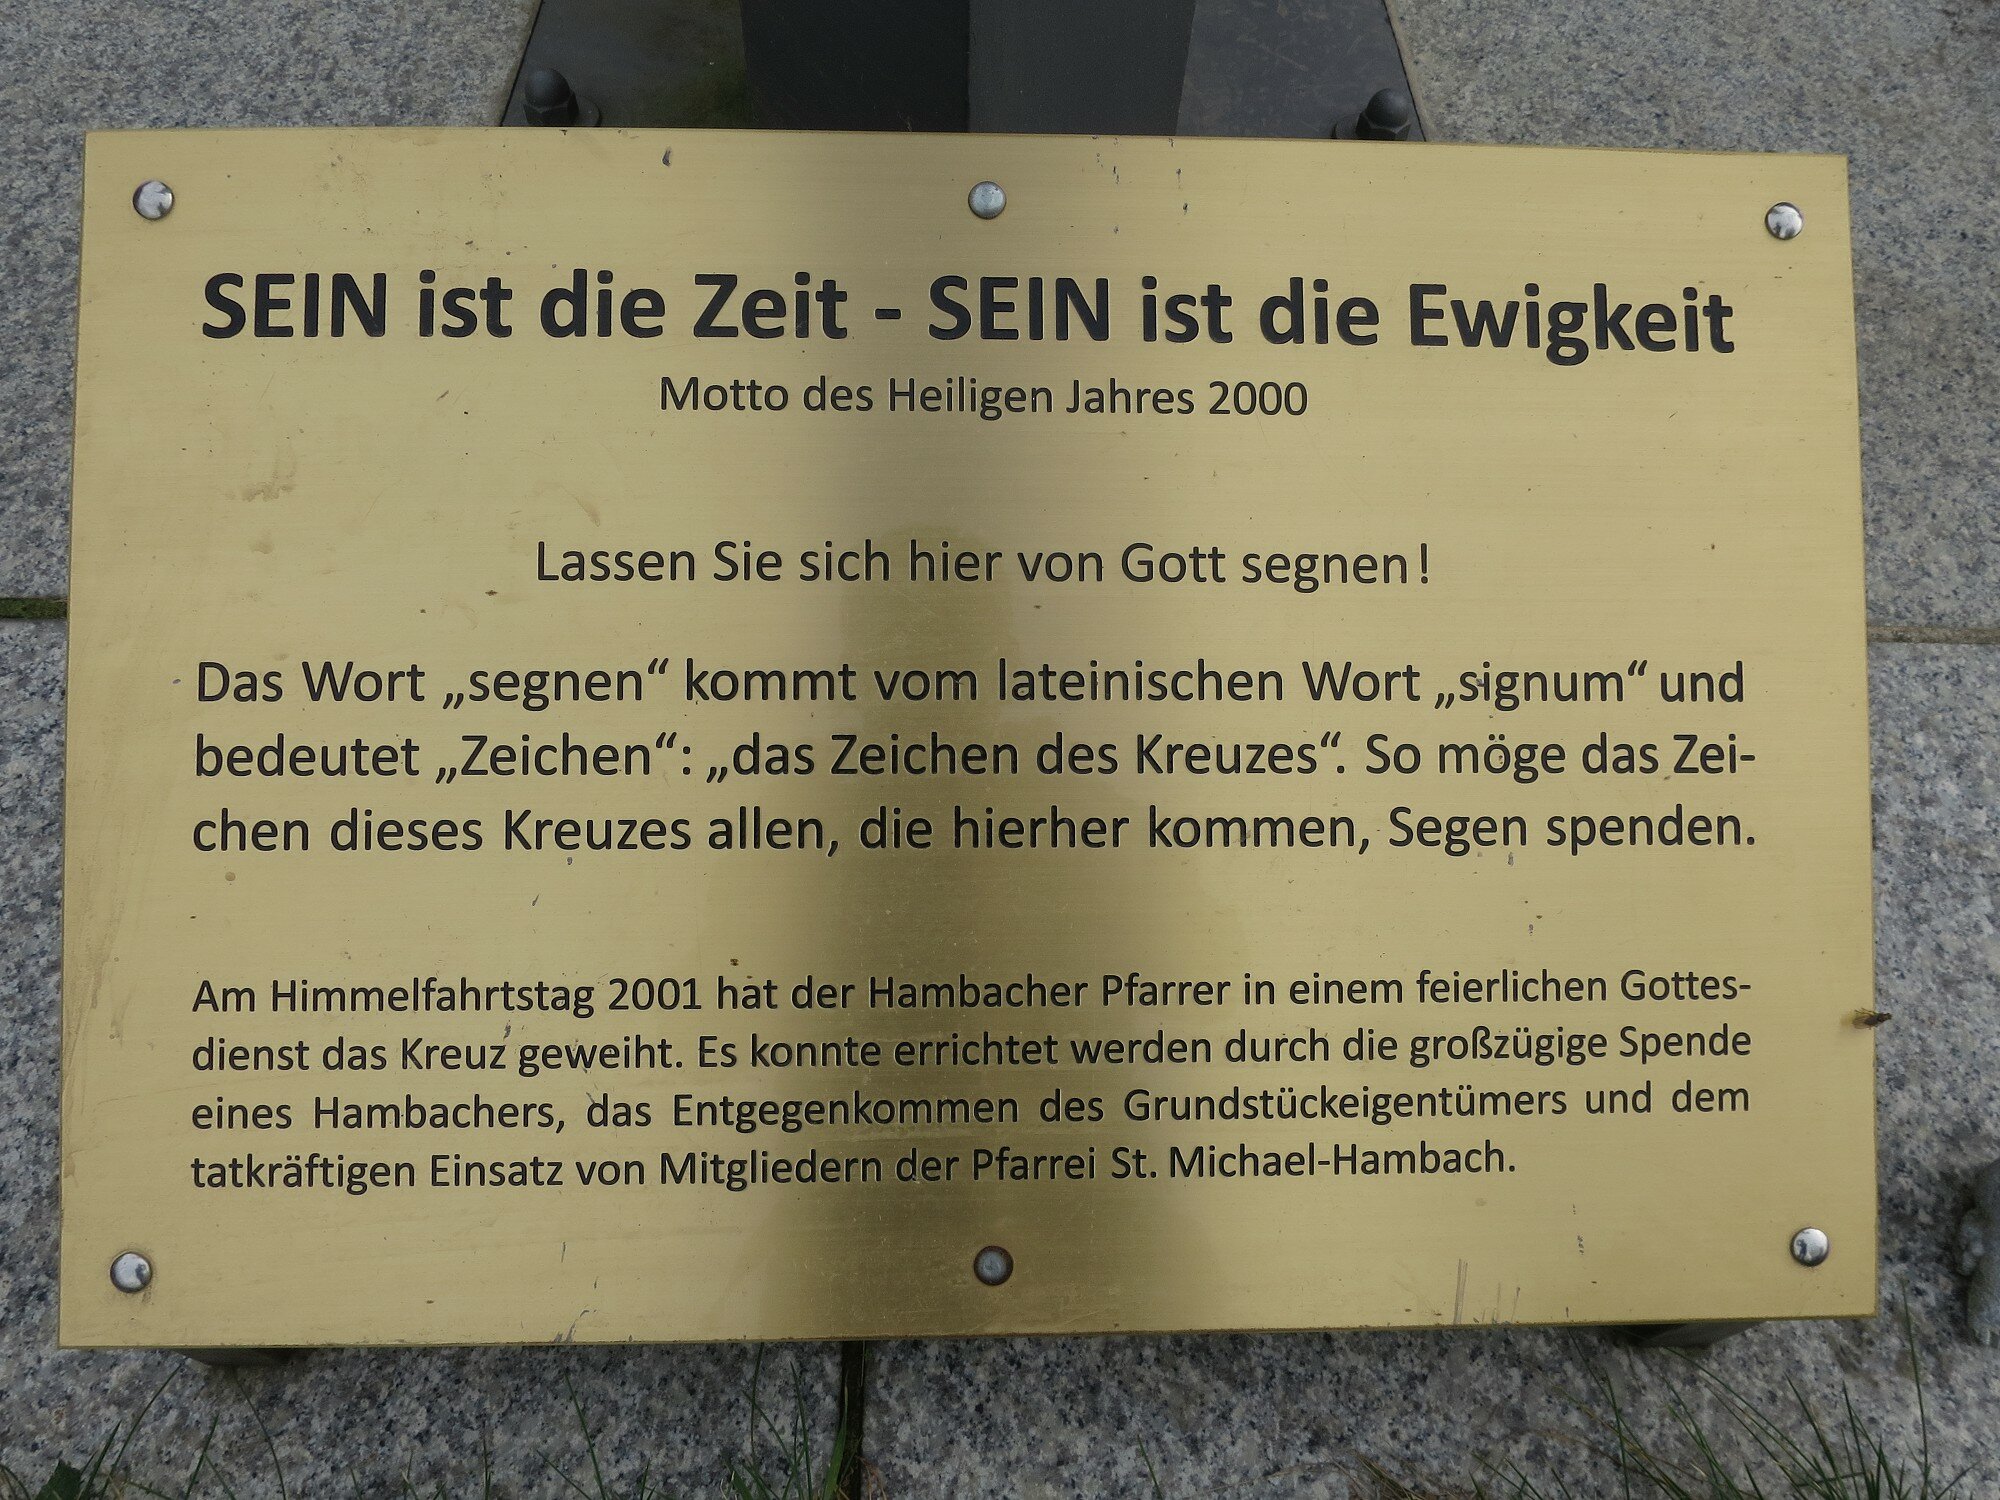 SEIN ist die Zeit - SEIN ist die Ewigkeit
Motto des Heiligen Jahres 2000
Lassen Sie sich hier von Gott segnen!
Das Wort „segnen“ kommt vom lateinischen Wort „signum“ und
bedeutet „Zeichen“: „das Zeichen des Kreuzes“. So möge das Zei-
chen dieses Kreuzes allen, die hierher kommen, Segen spenden.
Am Himmelfahrtstag 2001 hat der Hambacher Pfarrer in einem feierlichen Gottes-
dienst das Kreuz geweiht. Es konnte errichtet werden durch die großzügige Spende
eines Hambachers, das Entgegenkommen des Grundstückeigentümers und dem
tatkräftigen Einsatz von Mitgliedern der Pfarrei St. Michael-Hambach.